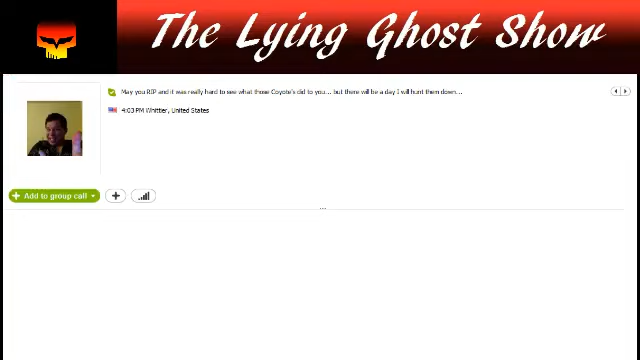 The Lying Ghost Show
May you RIP and it was really hard to see what those Coyote's did to you... but there will be a day I will hunt them down...
4:03 PM Whittier, United States
Add to group call